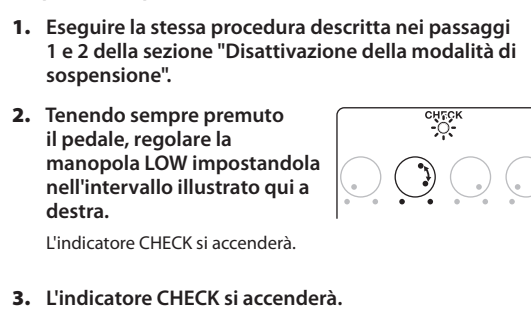 1. Eseguire la stessa procedura descritta nei passaggi
1 e 2 della sezione "Disattivazione della modalità di
sospensione".
2. Tenendo sempre premuto
il pedale, regolare la
manopola LOW impostandola
nell'intervallo illustrato qui a
destra.
CHECK
L'indicatore CHECK si accenderà.
3. L'indicatore CHECK si accenderà.